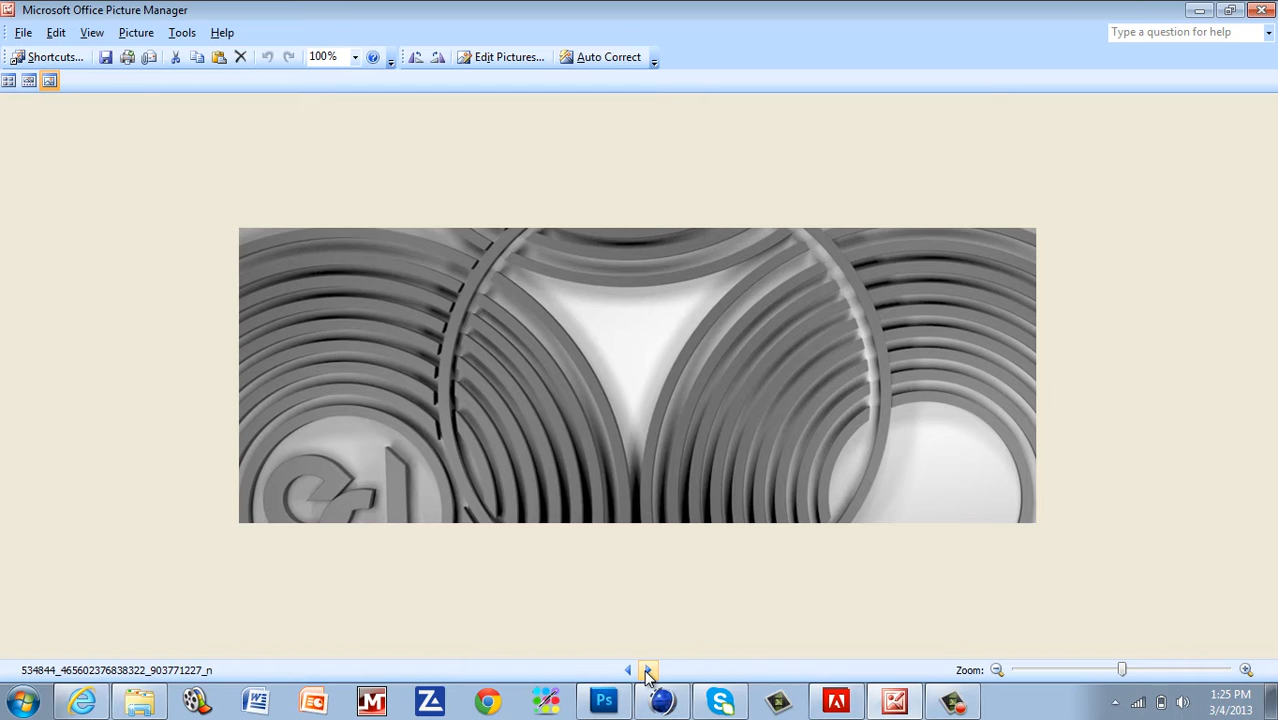 Microsoft Office Picture Manager
File Edit View Picture Tools Help
Type a question for help
Shortcuts... 100% Edit Pictures... Auto Correct
534844_465602376838322_903771227_n
Zoom:
Ps
1:25 PM
3/4/2013